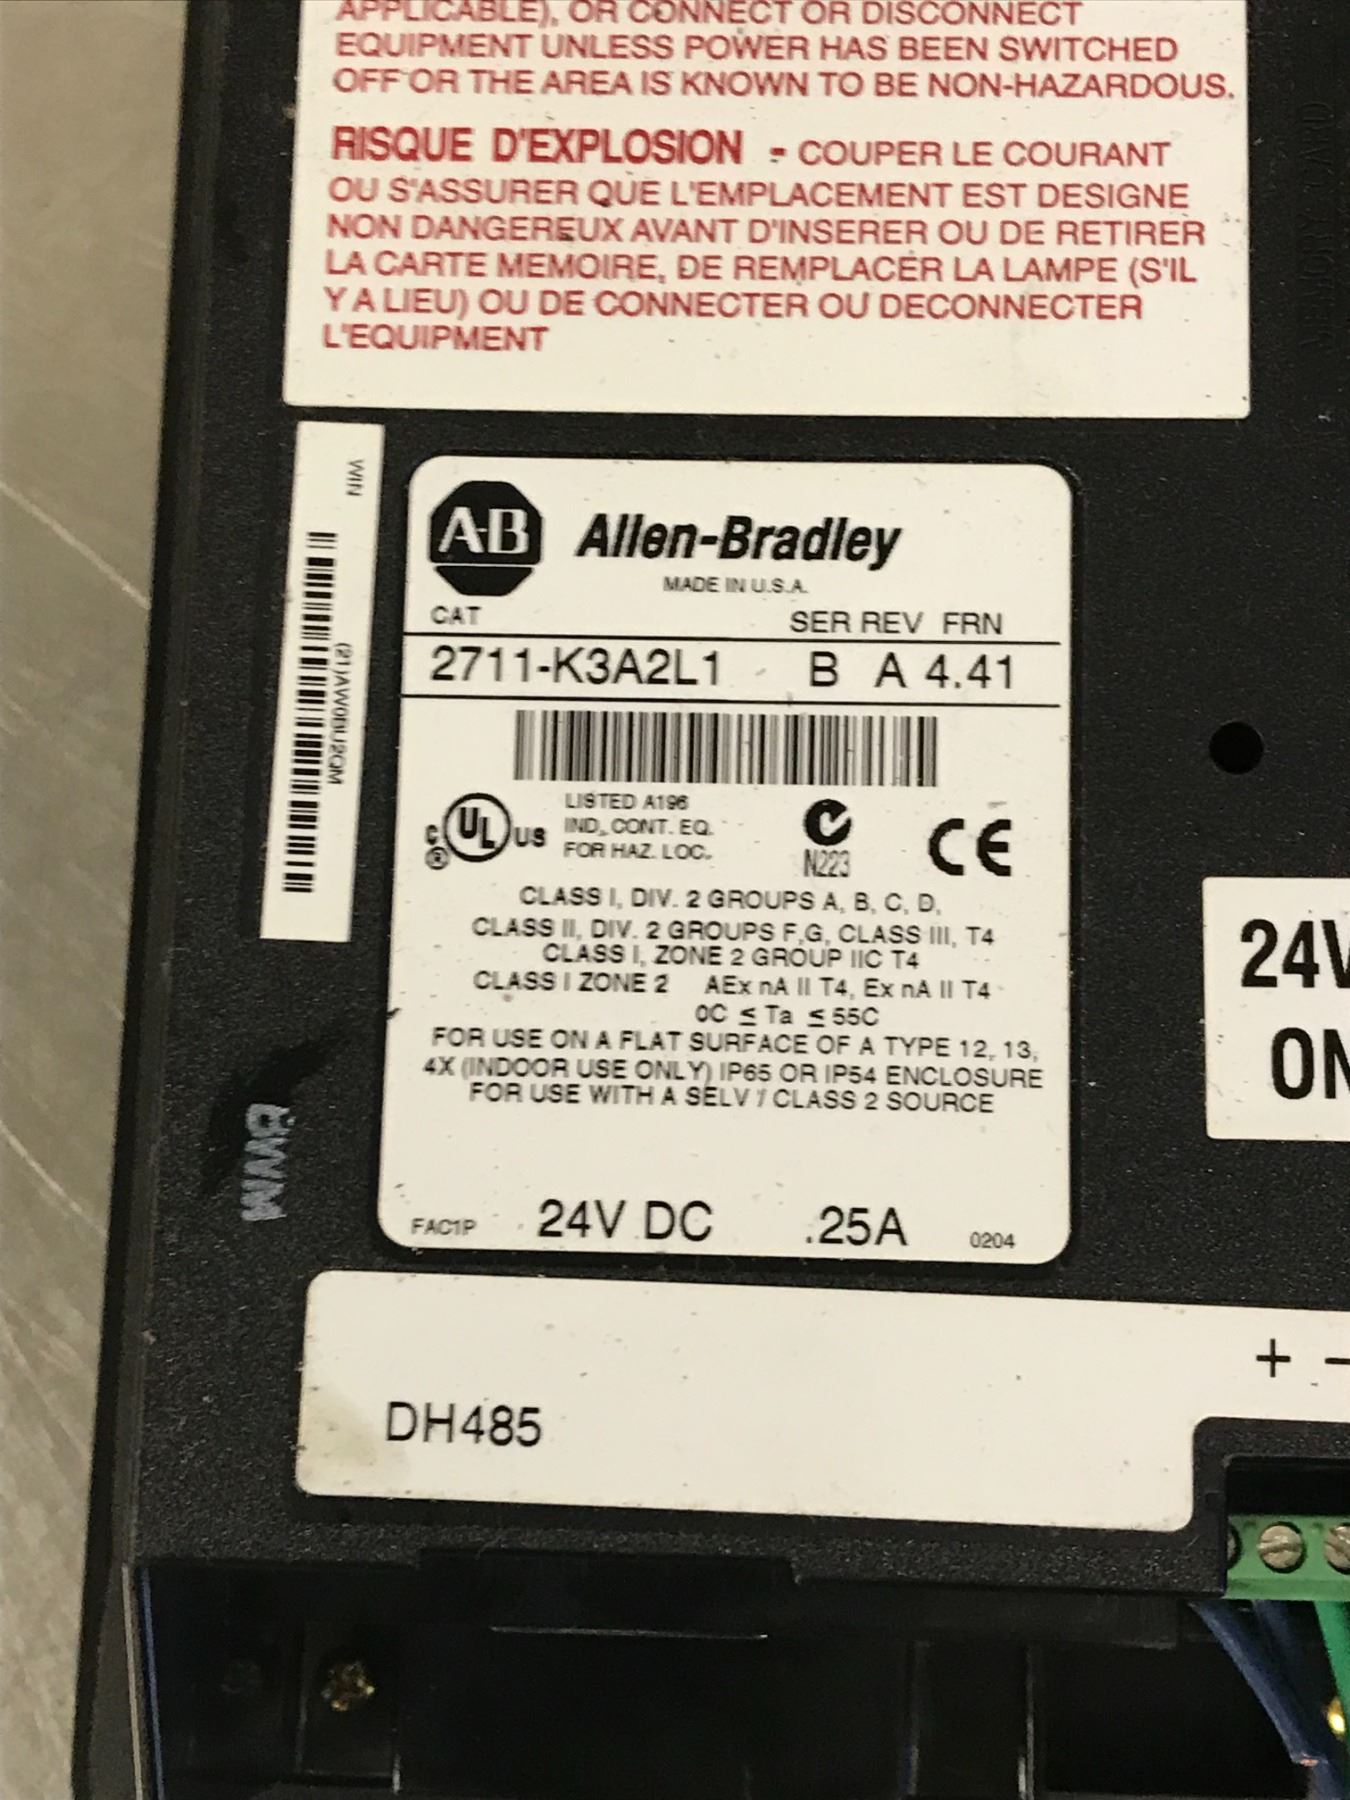 APPLICABLE), OR CONNECT OR DISCONNECT
EQUIPMENT UNLESS POWER HAS BEEN SWITCHED
OFF OR THE AREA IS KNOWN TO BE NON-HAZARDOUS.
RISQUE D'EXPLOSION - COUPER LE COURANT
OU S'ASSURER QUE L'EMPLACEMENT EST DESIGNE
NON DANGEREUX AVANT D'INSERER OU DE RETIRER
LA CARTE MEMOIRE, DE REMPLACER LA LAMPE (S'IL
Y A LIEU) OU DE CONNECTER OU DECONNECTER
L'EQUIPMENT
MEMORY CARD
WIN
A-B Allen-Bradley
MADE IN U.S.A.
CAT SER REV FRN
2711-K3A2L1 B A 4.41
C UL US ®
LISTED A196
IND. CONT. EQ.
FOR HAZ. LOC.
N223
CE
CLASS I, DIV. 2 GROUPS A, B, C, D,
CLASS II, DIV. 2 GROUPS F,G, CLASS III, T4
CLASS I, ZONE 2 GROUP IIC T4
CLASS I ZONE 2 AEx nA II T4, Ex nA II T4
0C ≤ Ta ≤ 55C
FOR USE ON A FLAT SURFACE OF A TYPE 12, 13,
4X (INDOOR USE ONLY) IP65 OR IP54 ENCLOSURE
FOR USE WITH A SELV / CLASS 2 SOURCE
FAC1P 24V DC .25A 0204
24V
ON
+ -
DH485